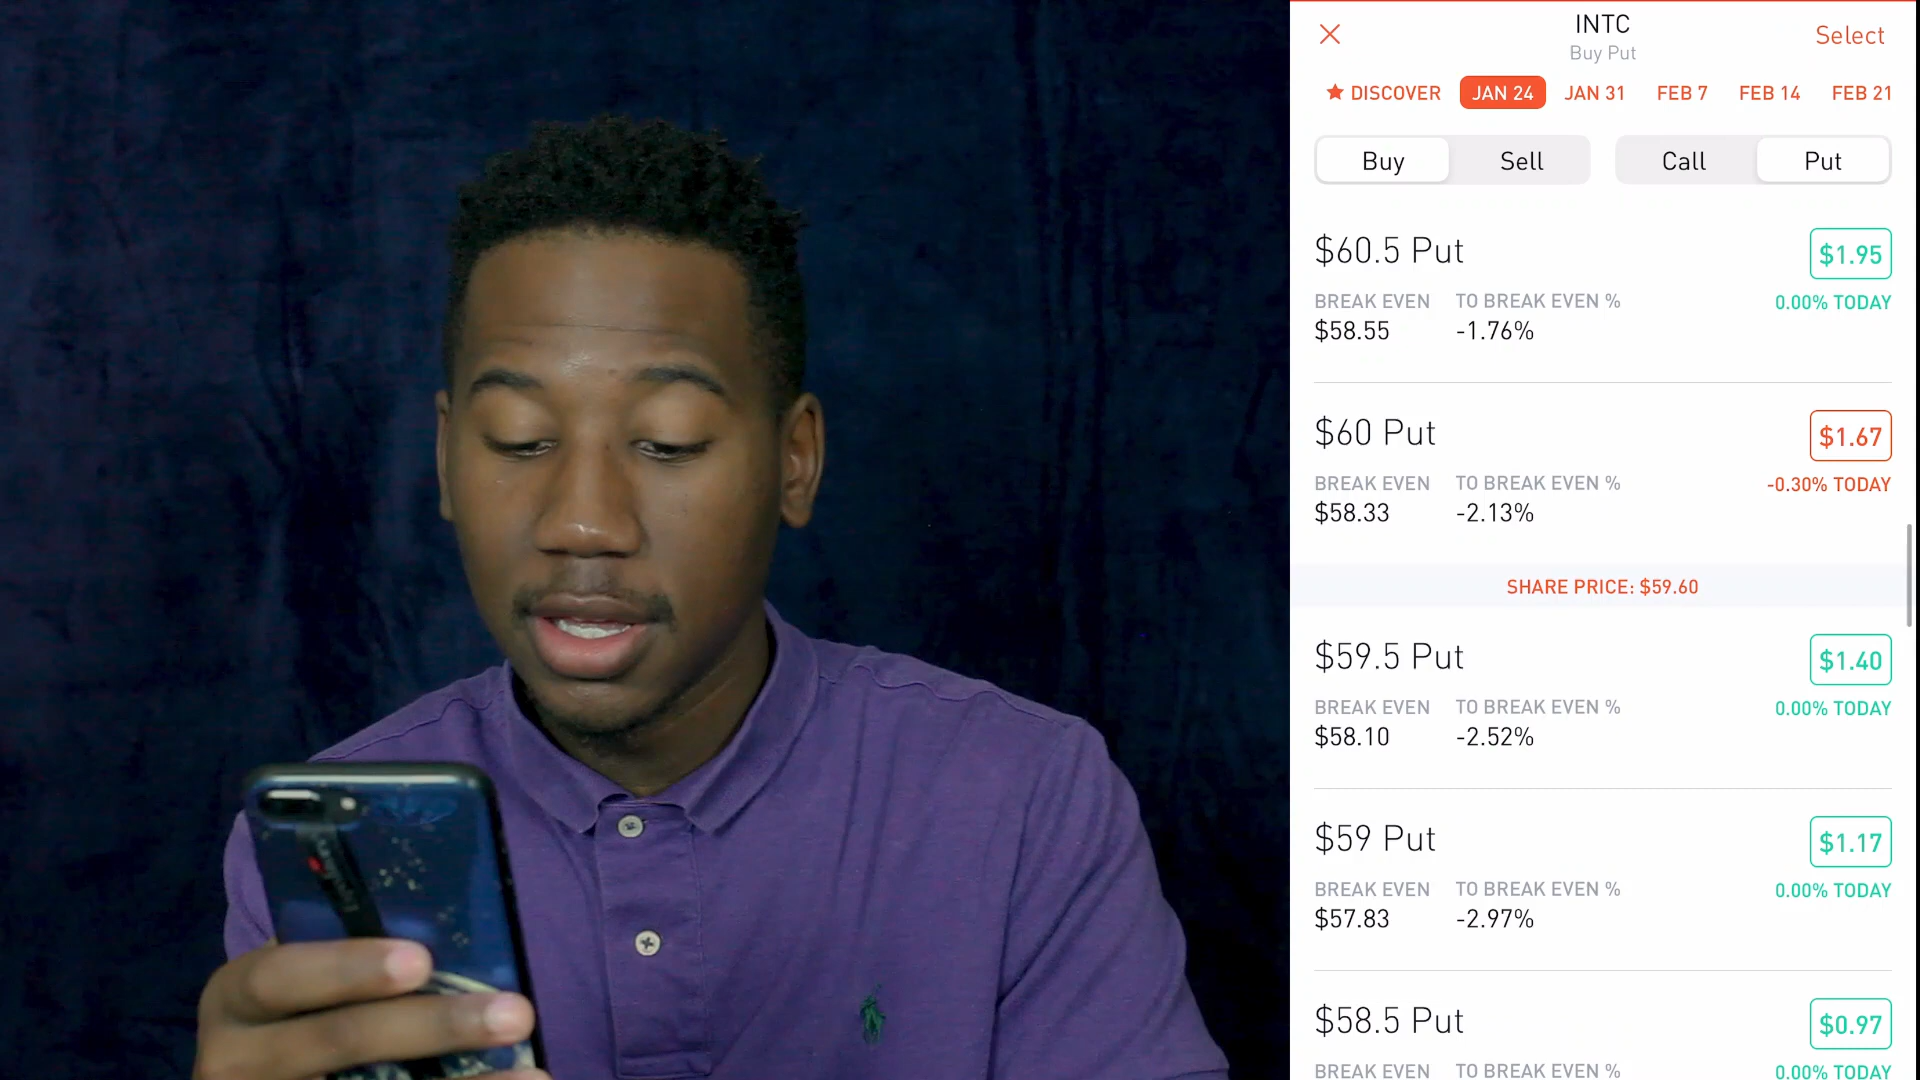 INTC
Select
Buy Put
★ DISCOVER JAN 24 JAN 31 FEB 7 FEB 14 FEB 21
Buy Sell Call Put
$60.5 Put $1.95
BREAK EVEN TO BREAK EVEN % 0.00% TODAY
$58.55 -1.76%
$60 Put $1.67
BREAK EVEN TO BREAK EVEN % -0.30% TODAY
$58.33 -2.13%
SHARE PRICE: $59.60
$59.5 Put $1.40
BREAK EVEN TO BREAK EVEN % 0.00% TODAY
$58.10 -2.52%
$59 Put $1.17
BREAK EVEN TO BREAK EVEN % 0.00% TODAY
$57.83 -2.97%
$58.5 Put $0.97
BREAK EVEN TO BREAK EVEN % 0.00% TODAY